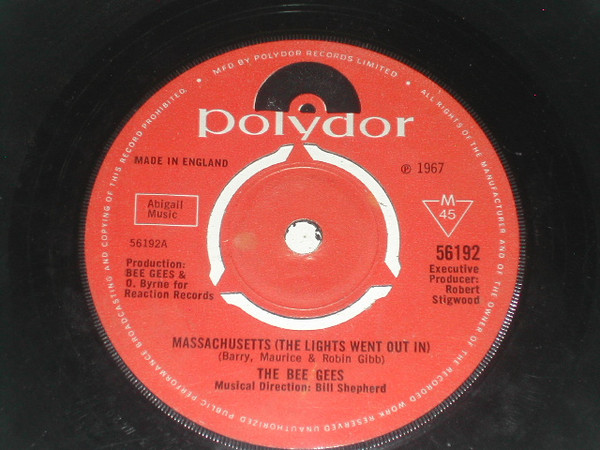 MFD BY POLYDOR RECORDS LIMITED
ALL RIGHTS OF THE MANUFACTURER AND OF THE OWNER OF THE RECORDED WORK RESERVED UNAUTHORIZED PUBLIC PERFORMANCE BROADCASTING AND COPYING OF THIS RECORD PROHIBITED.
polydor
MADE IN ENGLAND
℗ 1967
Abigail
Music
M
45
56192A
56192
Production:
BEE GEES &
O. Byrne for
Reaction Records
Executive
Producer:
Robert
Stigwood
MASSACHUSETTS (THE LIGHTS WENT OUT IN)
(Barry, Maurice & Robin Gibb)
THE BEE GEES
Musical Direction: Bill Shepherd